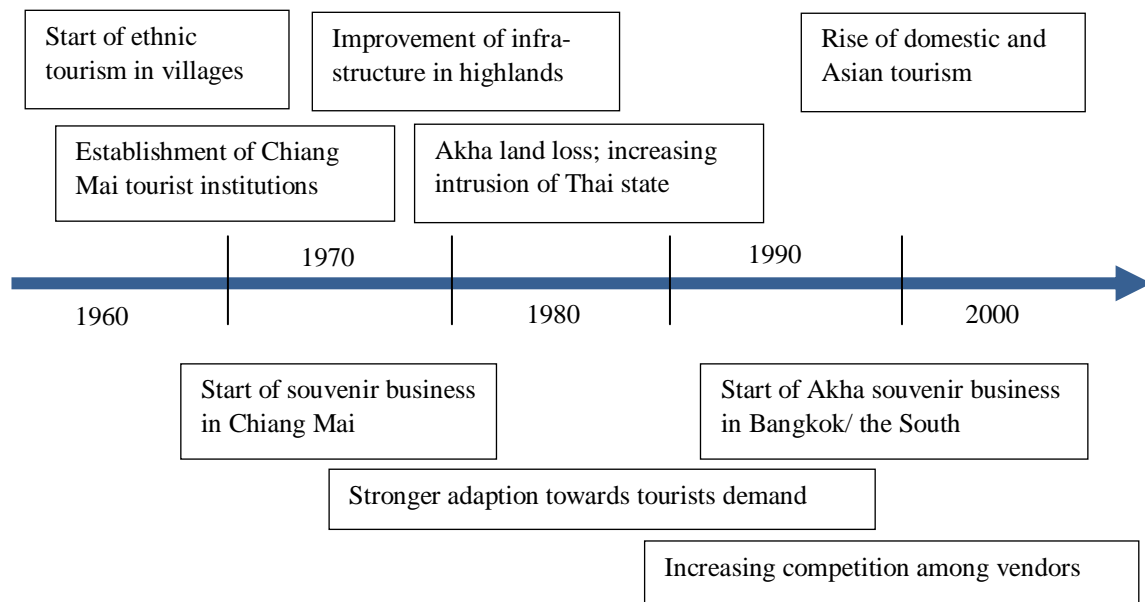 Start of ethnic
tourism in villages
Improvement of infra-
structure in highlands
Rise of domestic and
Asian tourism
Establishment of Chiang
Mai tourist institutions
Akha land loss; increasing
intrusion of Thai state
1970
1990
1960
1980
2000
Start of souvenir business
in Chiang Mai
Start of Akha souvenir business
in Bangkok/ the South
Stronger adaption towards tourists demand
Increasing competition among vendors